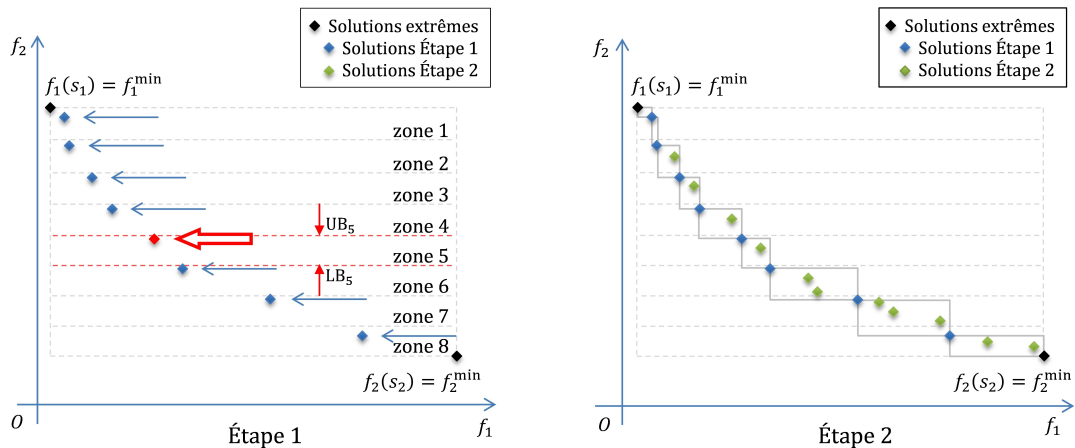 Solutions extrêmes
Solutions Étape 1
Solutions Étape 2
f₂
f₁(s₁) = f₁ᵐⁱⁿ
zone 1
zone 2
zone 3
zone 4
UB₅
zone 5
LB₅
zone 6
zone 7
zone 8
f₂(s₂) = f₂ᵐⁱⁿ
O
f₁
Étape 1
Solutions extrêmes
Solutions Étape 1
Solutions Étape 2
f₂
f₁(s₁) = f₁ᵐⁱⁿ
f₂(s₂) = f₂ᵐⁱⁿ
O
f₁
Étape 2